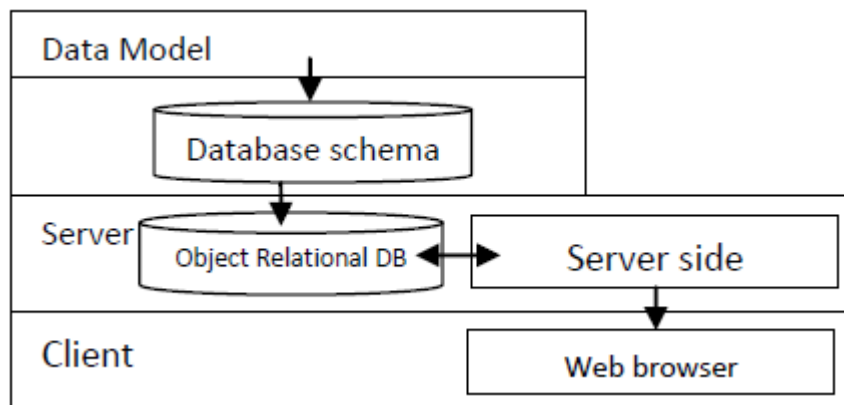 Data Model
Database schema
Server
Object Relational DB
Server side
Client
Web browser